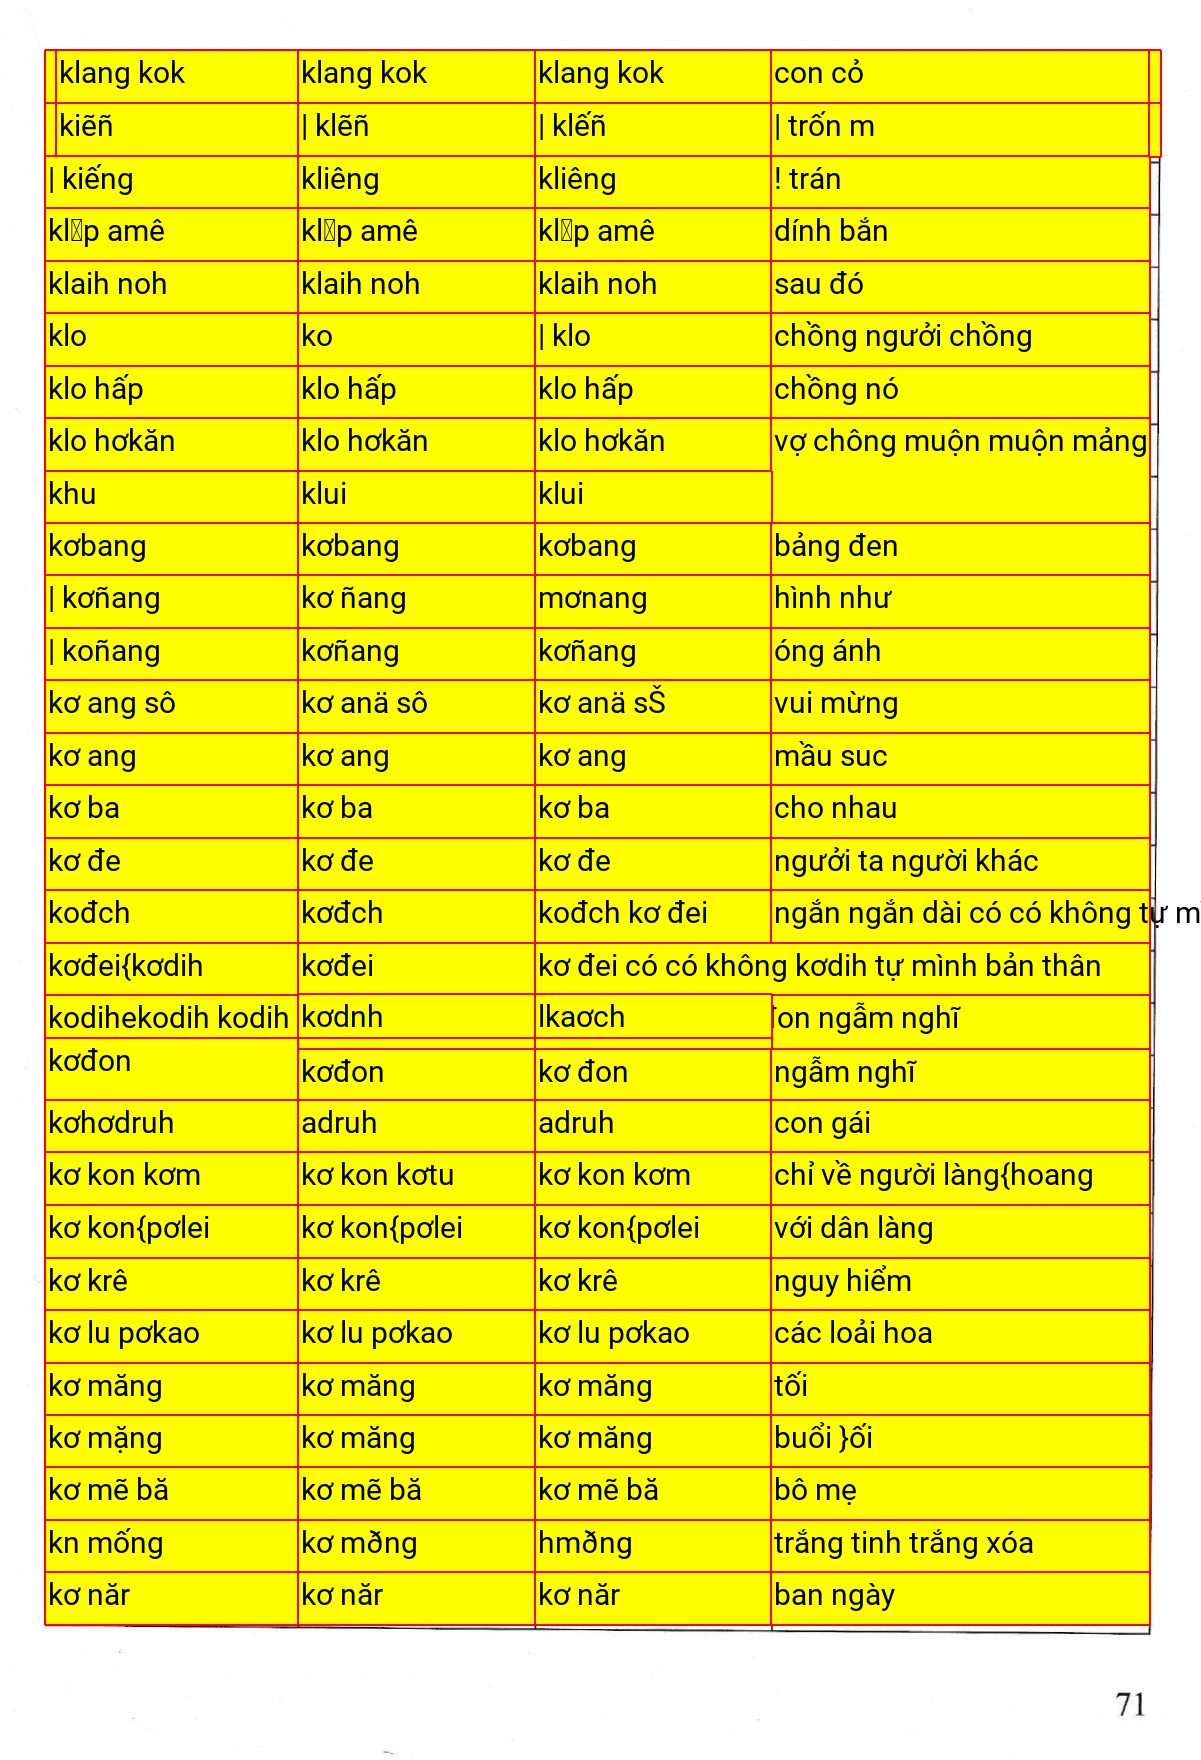 klang kok klang kok klang kok con cỏ
kiẽñ | klẽñ | klẽ́ñ | trốn m
| kiếng kliêng kliêng ! trán
kl▯p amê kl▯p amê kl▯p amê dính bắn
klaih noh klaih noh klaih noh sau đó
klo ko | klo chồng người chồng
klo hấp klo hấp klo hấp chồng nó
klo hơkăn klo hơkăn klo hơkăn vợ chông muộn muộn mảng
khu klui klui
kơbang kơbang kơbang bảng đen
| kơñang kơ ñang mơnang hình như
| koñang kơñang kơñang óng ánh
kơ ang sô kơ anä sô kơ anä sŠ vui mừng
kơ ang kơ ang kơ ang mầu suc
kơ ba kơ ba kơ ba cho nhau
kơ đe kơ đe kơ đe ngưởi ta người khác
kođch kơđch kođch kơ đei ngắn ngắn dài có có không tự
kơđei{kơdih kơđei kơ đei có có không kơdih tự mình bản thân
kodihekodih kodih kơdnh lkaơch on ngẫm nghĩ
kơđon kơđon kơ đon ngẫm nghĩ
kơhơdruh adruh adruh con gái
kơ kon kơm kơ kon kơtu kơ kon kơm chỉ về người làng{hoang
kơ kon{pơlei kơ kon{pơlei kơ kon{pơlei với dân làng
kơ krê kơ krê kơ krê nguy hiểm
kơ lu pơkao kơ lu pơkao kơ lu pơkao các loải hoa
kơ măng kơ măng kơ măng tối
kơ mặng kơ măng kơ măng buổi }ối
kơ mẽ bă kơ mẽ bă kơ mẽ bă bô mẹ
kn mống kơ mðng hmðng trắng tinh trắng xóa
kơ năr kơ năr kơ năr ban ngày
71